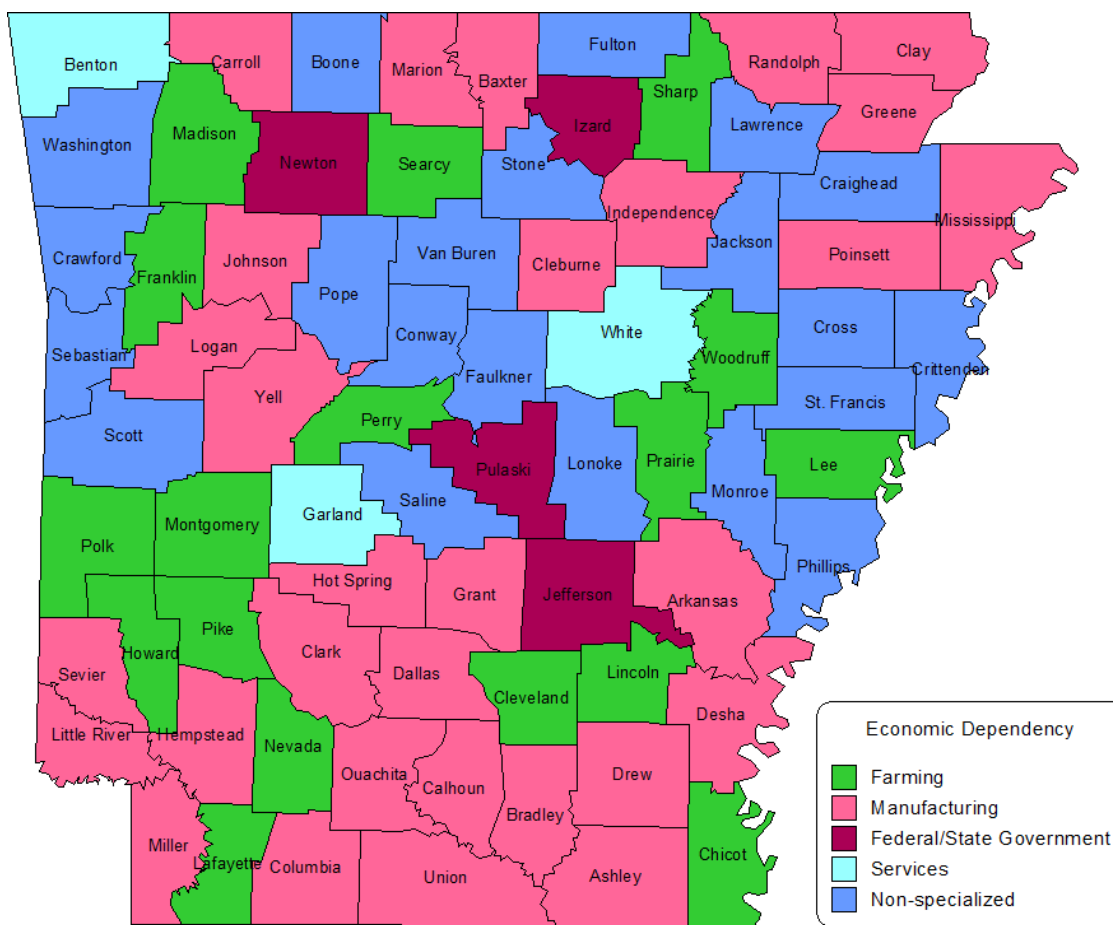 Benton
Carroll
Boone
Marion
Baxter
Fulton
Sharp
Randolph
Clay
Washington
Madison
Newton
Searcy
Stone
Izard
Lawrence
Greene
Crawford
Franklin
Johnson
Pope
Van Buren
Cleburne
Independence
Jackson
Craighead
Poinsett
Mississippi
Sebastian
Logan
Yell
Conway
Faulkner
White
Woodruff
Cross
Crittenden
St. Francis
Scott
Perry
Pulaski
Lonoke
Prairie
Monroe
Lee
Polk
Montgomery
Garland
Saline
Phillips
Hot Spring
Grant
Jefferson
Arkansas
Sevier
Howard
Pike
Clark
Dallas
Cleveland
Lincoln
Desha
Little River
Hempstead
Nevada
Ouachita
Calhoun
Bradley
Drew
Miller
Lafayette
Columbia
Union
Ashley
Chicot
Economic Dependency
Farming
Manufacturing
Federal/State Government
Services
Non-specialized